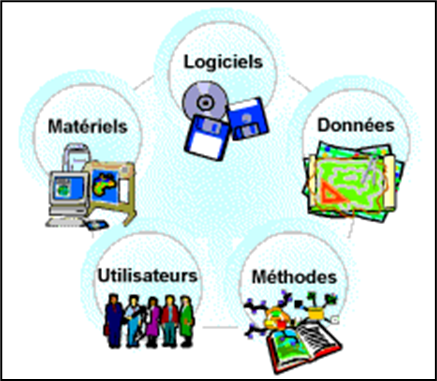 Logiciels
Matériels
Données
Utilisateurs
Méthodes